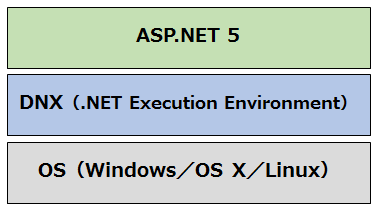 ASP.NET 5
DNX（.NET Execution Environment）
OS（Windows／OS X／Linux）